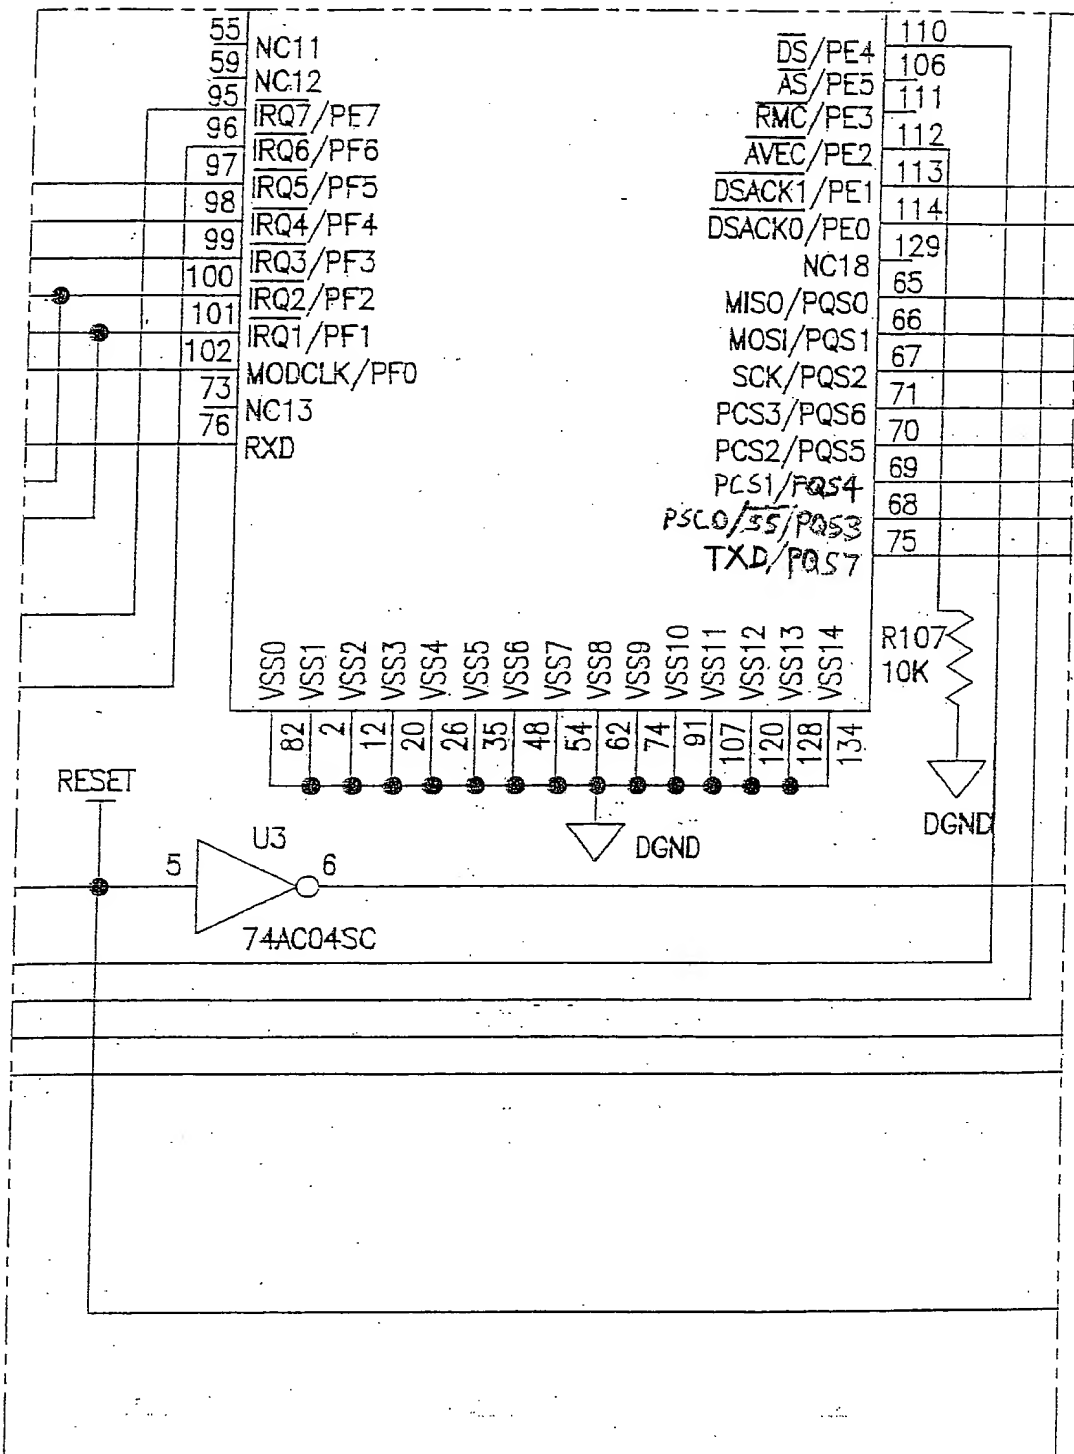 55
NC11
59
NC12
95
IRQ7/PE7
96
IRQ6/PF6
97
IRQ5/PF5
98
IRQ4/PF4
99
IRQ3/PF3
100
IRQ2/PF2
101
IRQ1/PF1
102
MODCLK/PF0
73
NC13
76
RXD
110
DS/PE4
106
AS/PE5
111
RMC/PE3
112
AVEC/PE2
113
DSACK1/PE1
114
DSACK0/PE0
129
NC18
65
MISO/PQS0
66
MOSI/PQS1
67
SCK/PQS2
71
PCS3/PQS6
70
PCS2/PQS5
69
PCS1/PQS4
68
PSC0/SS/PQS3
75
TXD/PQS7
VSS0
VSS1
VSS2
VSS3
VSS4
VSS5
VSS6
VSS7
VSS8
VSS9
VSS10
VSS11
VSS12
VSS13
VSS14
82
2
12
20
26
35
48
54
62
74
91
107
120
128
134
R107
10K
DGND
DGND
RESET
U3
5
6
74AC04SC